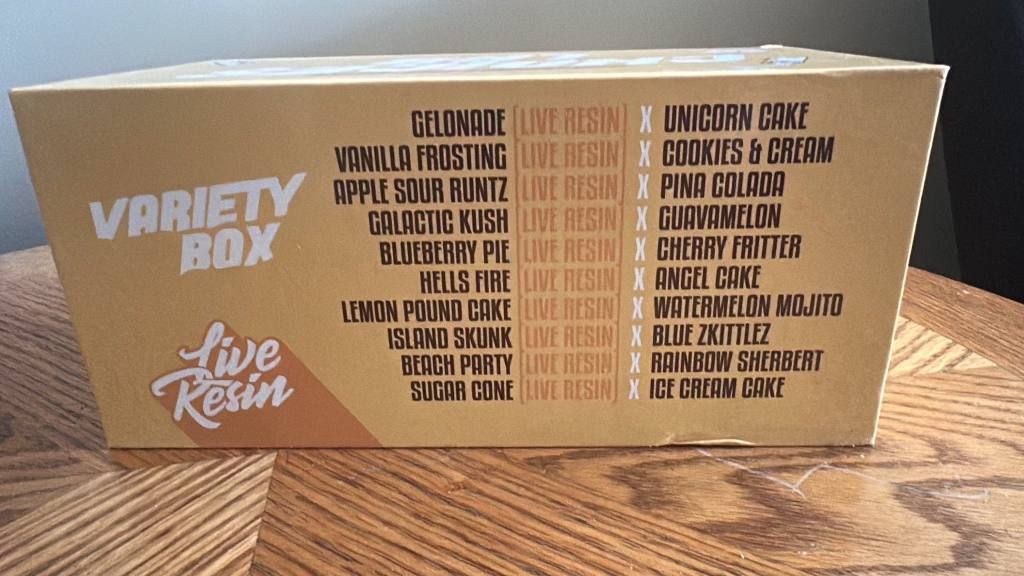 VARIETY
BOX
Live
Resin
GELONADE [LIVE RESIN] X UNICORN CAKE
VANILLA FROSTING [LIVE RESIN] X COOKIES & CREAM
APPLE SOUR RUNTZ [LIVE RESIN] X PINA COLADA
GALACTIC KUSH [LIVE RESIN] X GUAVAMELON
BLUEBERRY PIE [LIVE RESIN] X CHERRY FRITTER
HELLS FIRE [LIVE RESIN] X ANGEL CAKE
LEMON POUND CAKE [LIVE RESIN] X WATERMELON MOJITO
ISLAND SKUNK [LIVE RESIN] X BLUE ZKITTLEZ
BEACH PARTY [LIVE RESIN] X RAINBOW SHERBERT
SUGAR CONE [LIVE RESIN] X ICE CREAM CAKE